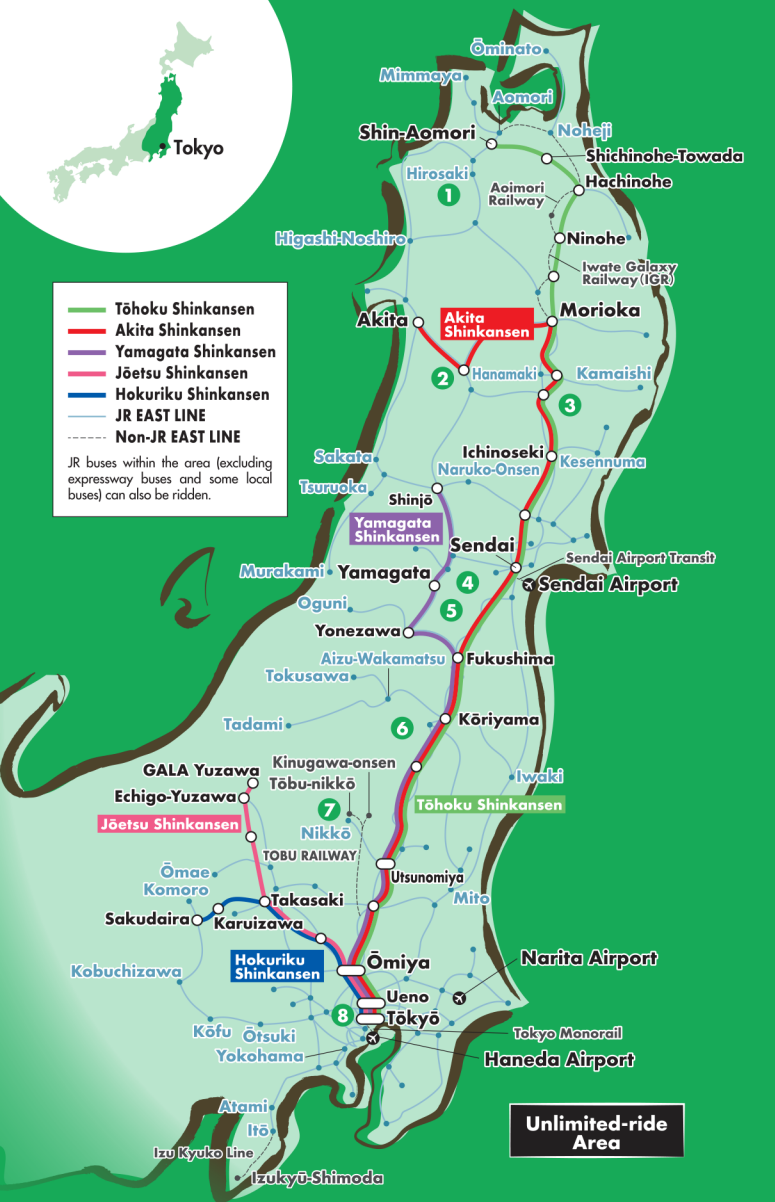 Ōminato
Mimmaya
Aomori
Tokyo
Shin-Aomori
Noheji
Shichinohe-Towada
Hirosaki
Hachinohe
1
Aoimori
Railway
Higashi-Noshiro
Ninohe
Iwate Galaxy
Railway (IGR)
Tōhoku Shinkansen
Akita Shinkansen
Yamagata Shinkansen
Jōetsu Shinkansen
Hokuriku Shinkansen
JR EAST LINE
Non-JR EAST LINE
JR buses within the area (excluding
expressway buses and some local
buses) can also be ridden.
Akita
Akita
Shinkansen
Morioka
2
Hanamaki
Kamaishi
3
Ichinoseki
Sakata
Naruko-Onsen
Kesennuma
Tsuruoka
Shinjō
Yamagata
Shinkansen
Sendai
Sendai Airport Transit
Murakami
Yamagata
4
Sendai Airport
Oguni
5
Yonezawa
Aizu-Wakamatsu
Fukushima
Tokusawa
Tadami
6
Kōriyama
Kinugawa-onsen
GALA Yuzawa
Tōbu-nikkō
Iwaki
Echigo-Yuzawa
7
Tōhoku Shinkansen
Jōetsu Shinkansen
Nikkō
TOBU RAILWAY
Ōmae
Utsunomiya
Komoro
Takasaki
Mito
Sakudaira
Karuizawa
Hokuriku
Shinkansen
Ōmiya
Narita Airport
Kobuchizawa
Ueno
8
Tōkyō
Kōfu
Ōtsuki
Tokyo Monorail
Yokohama
Haneda Airport
Atami
Itō
Unlimited-ride
Area
Izu Kyuko Line
Izukyū-Shimoda